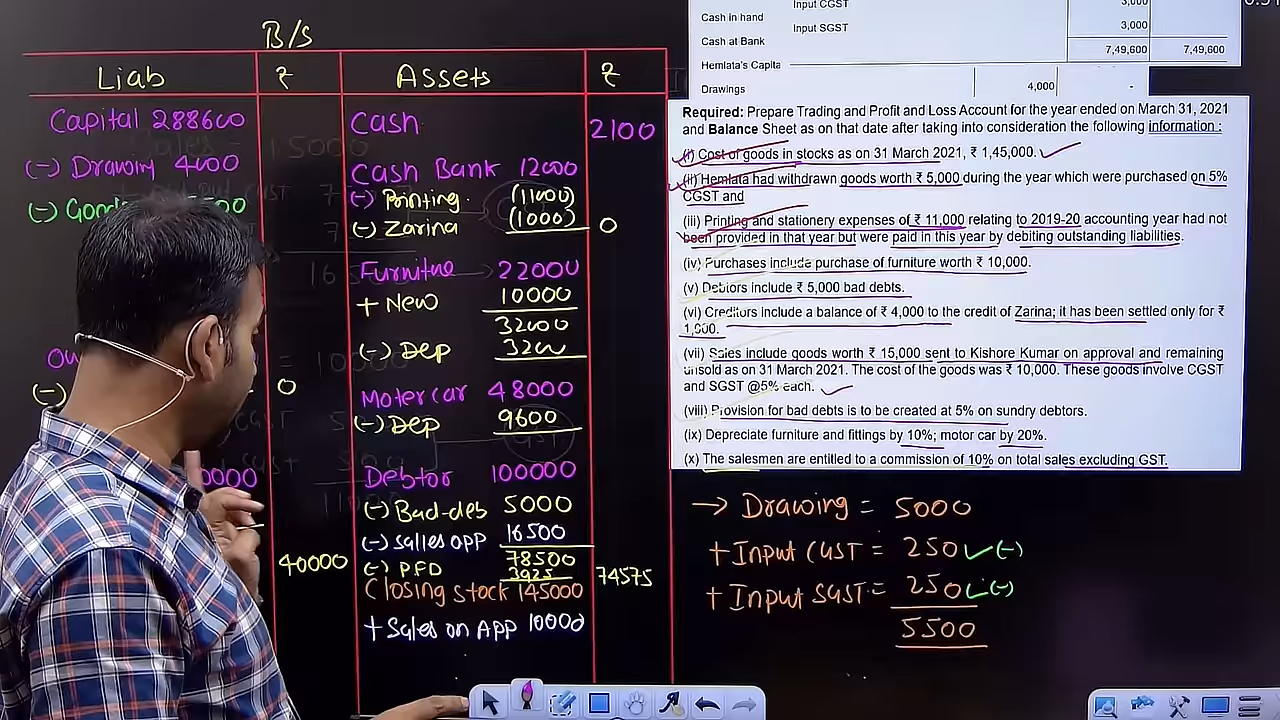 B/S
Liab ₹ Assets ₹
Capital 288600
(-) Drawing 4000
(-) Good
0
0000
40000
Cash 2100
Cash Bank 12000
(-) Printing (11000)
(-) Zarina (1000) 0
Furniture 22000
+ New 10000
32000
(-) Dep 3200
Motercar 48000
(-) Dep 9600
Debtor 100000
(-) Bad-deb 5000
(-) Salles app 16500
78500
(-) PFD 3925 74575
Closing stock 145000
+ Sales on App 10000
Input CGST 3,000
Cash in hand
Input SGST 3,000
Cash at Bank
7,49,600 7,49,600
Hemlata's Capita
Drawings 4,000 -
Required: Prepare Trading and Profit and Loss Account for the year ended on March 31, 2021
and Balance Sheet as on that date after taking into consideration the following information :
(i) Cost of goods in stocks as on 31 March 2021, ₹ 1,45,000.
(ii) Hemlata had withdrawn goods worth ₹ 5,000 during the year which were purchased on 5%
CGST and
(iii) Printing and stationery expenses of ₹ 11,000 relating to 2019-20 accounting year had not
been provided in that year but were paid in this year by debiting outstanding liabilities.
(iv) Purchases include purchase of furniture worth ₹ 10,000.
(v) Debtors include ₹ 5,000 bad debts.
(vi) Creditors include a balance of ₹ 4,000 to the credit of Zarina; it has been settled only for ₹
1,000.
(vii) Sales include goods worth ₹ 15,000 sent to Kishore Kumar on approval and remaining
unsold as on 31 March 2021. The cost of the goods was ₹ 10,000. These goods involve CGST
and SGST @5% each.
(viii) Provision for bad debts is to be created at 5% on sundry debtors.
(ix) Depreciate furniture and fittings by 10%; motor car by 20%.
(x) The salesmen are entitled to a commission of 10% on total sales excluding GST.
→ Drawing = 5000
+ Input CGST = 250 ✓(-)
+ Input SGST = 250 ✓(-)
5500